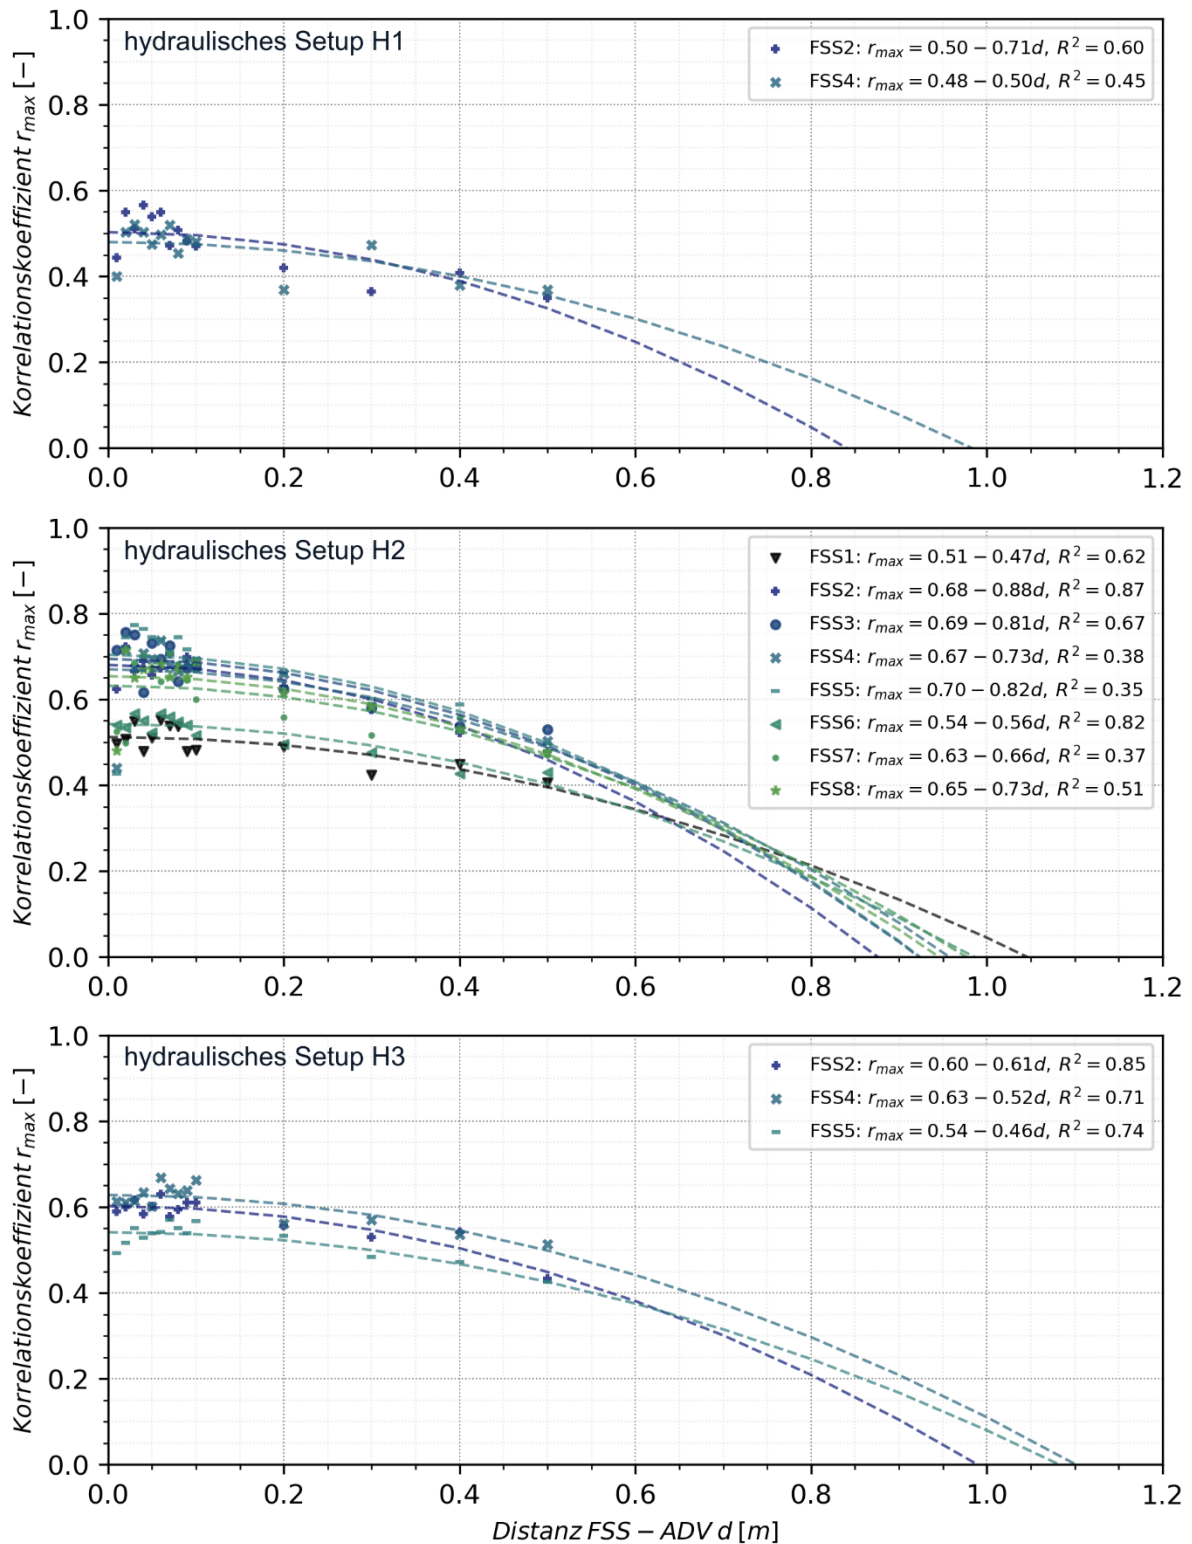 hydraulisches Setup H1
FSS2: r_max = 0.50 − 0.71d, R² = 0.60
FSS4: r_max = 0.48 − 0.50d, R² = 0.45
Korrelationskoeffizient r_max [−]
1.0
0.8
0.6
0.4
0.2
0.0
0.0 0.2 0.4 0.6 0.8 1.0 1.2
hydraulisches Setup H2
FSS1: r_max = 0.51 − 0.47d, R² = 0.62
FSS2: r_max = 0.68 − 0.88d, R² = 0.87
FSS3: r_max = 0.69 − 0.81d, R² = 0.67
FSS4: r_max = 0.67 − 0.73d, R² = 0.38
FSS5: r_max = 0.70 − 0.82d, R² = 0.35
FSS6: r_max = 0.54 − 0.56d, R² = 0.82
FSS7: r_max = 0.63 − 0.66d, R² = 0.37
FSS8: r_max = 0.65 − 0.73d, R² = 0.51
Korrelationskoeffizient r_max [−]
1.0
0.8
0.6
0.4
0.2
0.0
0.0 0.2 0.4 0.6 0.8 1.0 1.2
hydraulisches Setup H3
FSS2: r_max = 0.60 − 0.61d, R² = 0.85
FSS4: r_max = 0.63 − 0.52d, R² = 0.71
FSS5: r_max = 0.54 − 0.46d, R² = 0.74
Korrelationskoeffizient r_max [−]
1.0
0.8
0.6
0.4
0.2
0.0
0.0 0.2 0.4 0.6 0.8 1.0 1.2
Distanz FSS − ADV d [m]